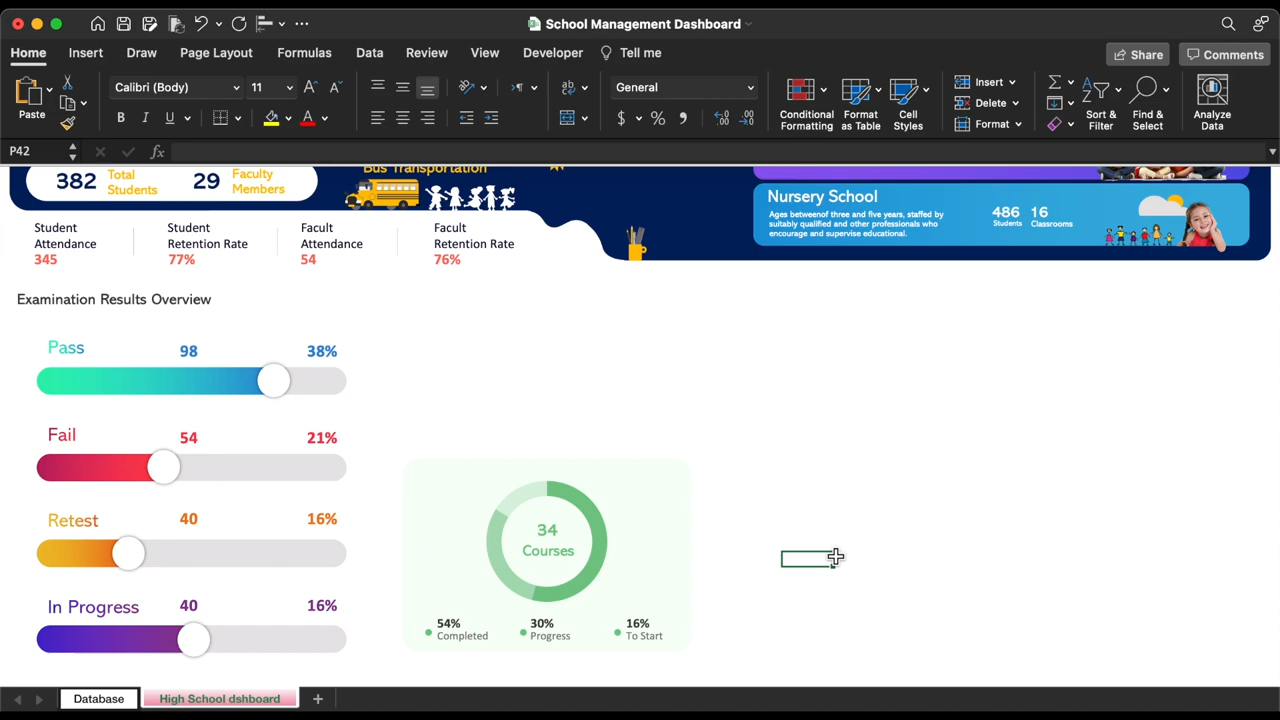 School Management Dashboard
Home Insert Draw Page Layout Formulas Data Review View Developer Tell me Share Comments
Paste
Calibri (Body) 11
B I U
General
$ %
Conditional Formatting
Format as Table
Cell Styles
Insert
Delete
Format
Sort & Filter
Find & Select
Analyze Data
P42
fx
382 Total Students
29 Faculty Members
Bus Transportation
Nursery School
Ages betweenof three and five years, staffed by
suitably qualified and other professionals who
encourage and supervise educational.
486 Students
16 Classrooms
Student Attendance
345
Student Retention Rate
77%
Facult Attendance
54
Facult Retention Rate
76%
Examination Results Overview
Pass 98 38%
Fail 54 21%
Retest 40 16%
In Progress 40 16%
34
Courses
54% Completed
30% Progress
16% To Start
Database High School dshboard +